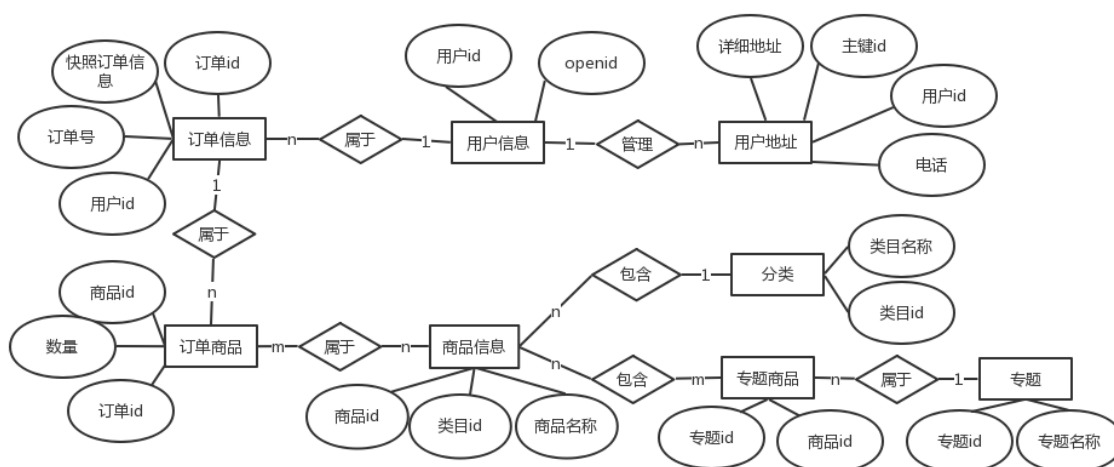 快照订单信
息
订单id
用户id
openid
详细地址
主键id
订单号
订单信息
n
属于
1
用户信息
1
管理
n
用户地址
用户id
电话
用户id
1
属于
n
商品id
数量
订单商品
订单id
m
属于
n
商品信息
n
包含
1
分类
类目名称
类目id
n
包含
m
专题商品
n
属于
1
专题
商品id
类目id
商品名称
专题id
商品id
专题id
专题名称